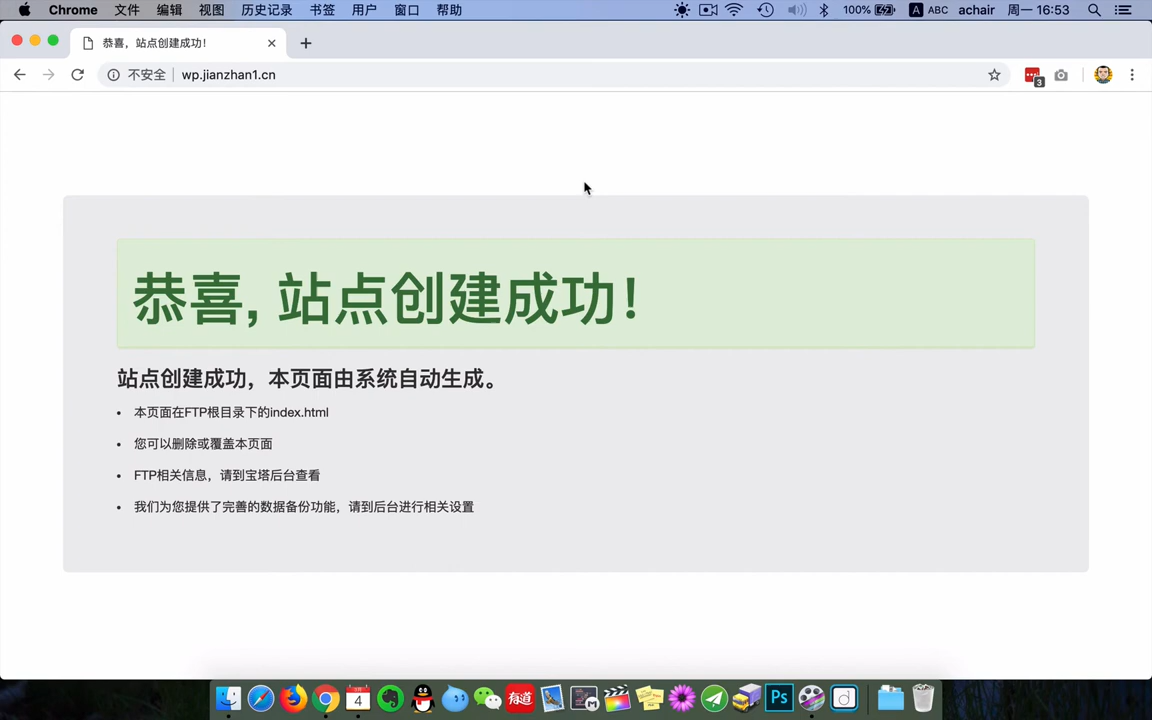 Chrome 文件 编辑 视图 历史记录 书签 用户 窗口 帮助 100% A ABC achair 周一 16:53
恭喜，站点创建成功！
不安全 wp.jianzhan1.cn 3
恭喜, 站点创建成功！
站点创建成功，本页面由系统自动生成。
• 本页面在FTP根目录下的index.html
• 您可以删除或覆盖本页面
• FTP相关信息，请到宝塔后台查看
• 我们为您提供了完善的数据备份功能，请到后台进行相关设置
4 有道 Ps d